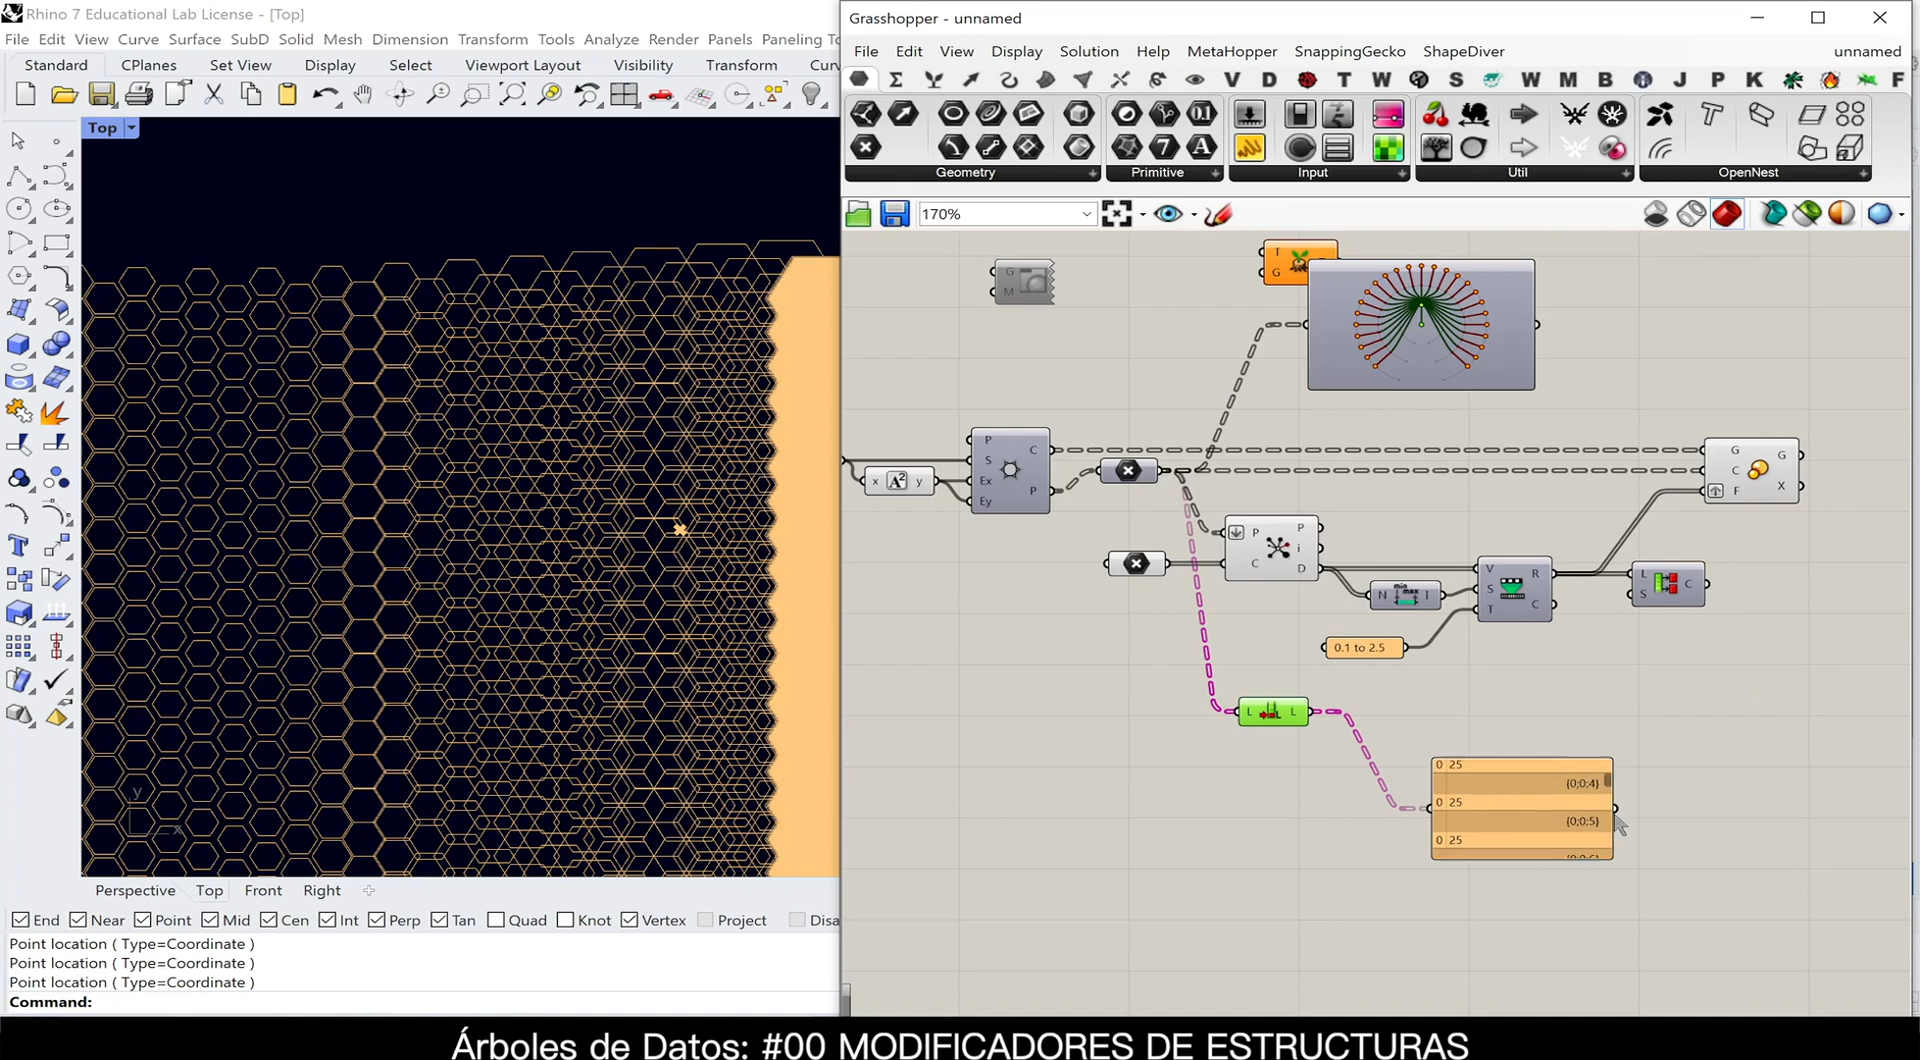 Rhino 7 Educational Lab License - [Top]
File Edit View Curve Surface SubD Solid Mesh Dimension Transform Tools Analyze Render Panels Paneling
Standard CPlanes Set View Display Select Viewport Layout Visibility Transform
Top
y
x
Perspective Top Front Right
End Near Point Mid Cen Int Perp Tan Quad Knot Vertex Project
Point location ( Type=Coordinate )
Point location ( Type=Coordinate )
Point location ( Type=Coordinate )
Command:
Grasshopper - unnamed
File Edit View Display Solution Help MetaHopper SnappingGecko ShapeDiver unnamed
V D T W S W M B J P K F
Geometry Primitive Input Util OpenNest
170%
G
M
T
G
P
S
Ex
Ey
C
P
x A² y
P
C
P
i
D
N min max I
V
S
T
R
C
L
S
C
G
C
F
G
X
0.1 to 2.5
L L
0 25
{0;0;4}
0 25
{0;0;5}
0 25
Árboles de Datos: #00 MODIFICADORES DE ESTRUCTURAS